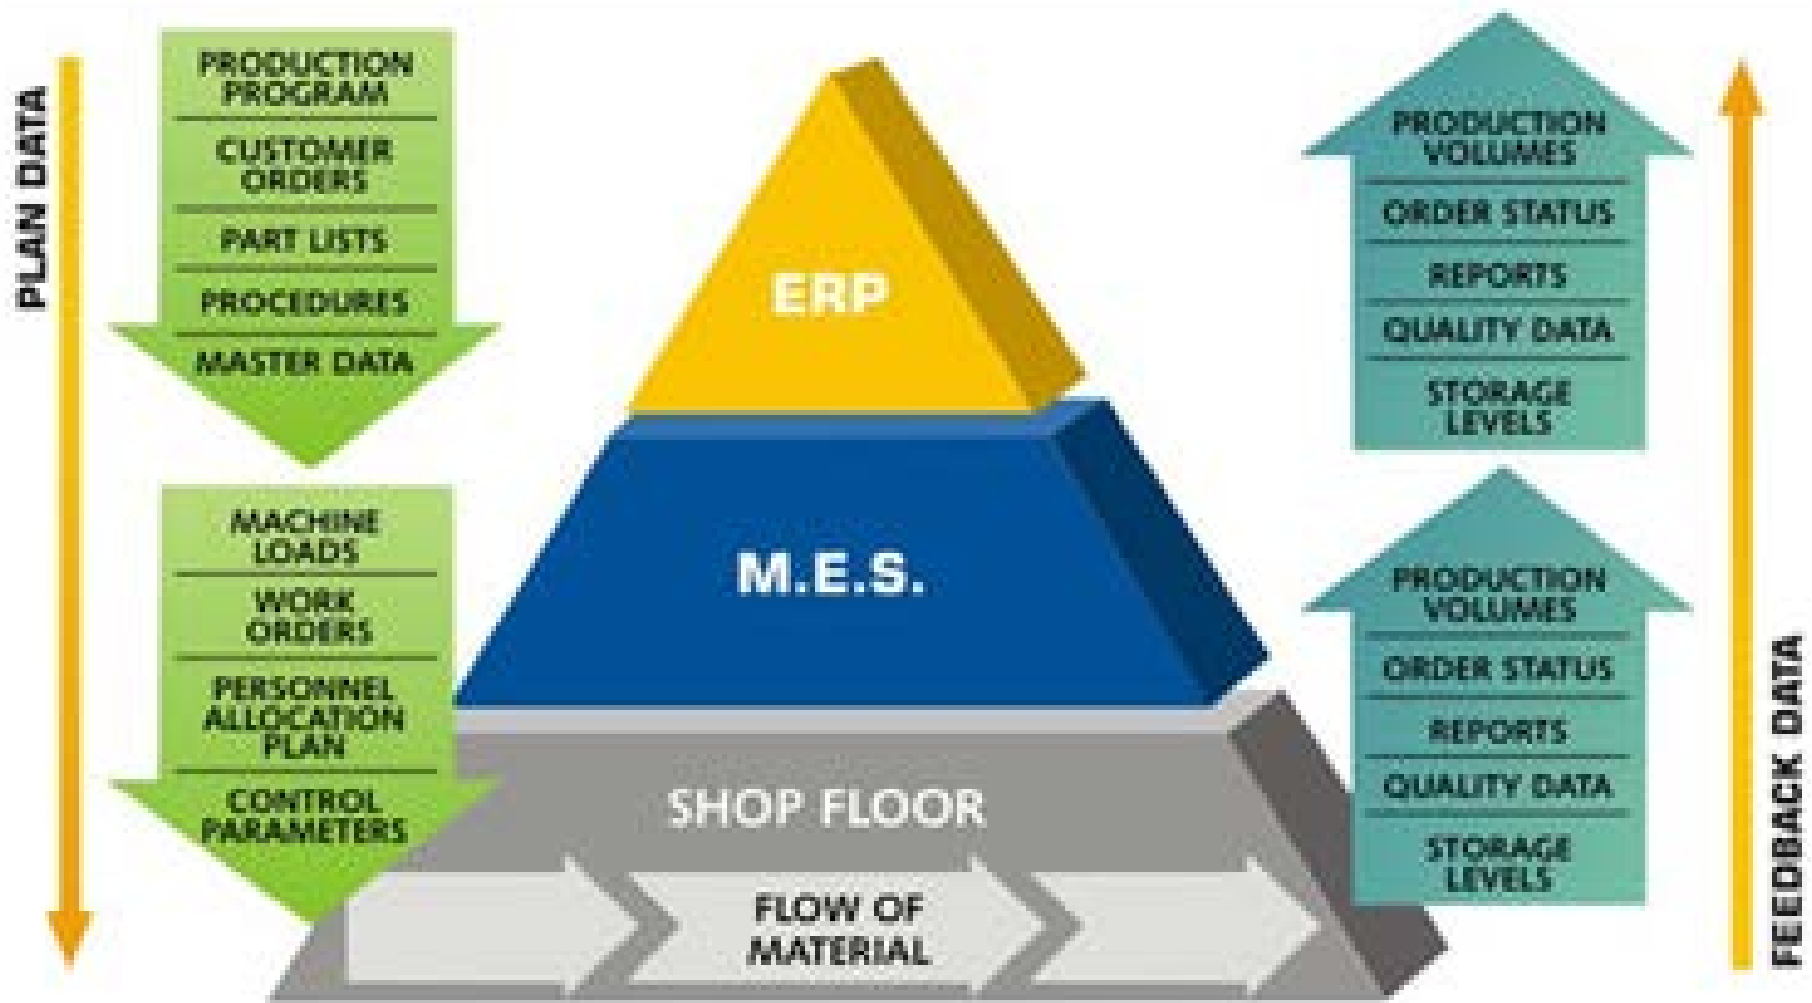 PLAN DATA
PRODUCTION
PROGRAM
CUSTOMER
ORDERS
PART LISTS
PROCEDURES
MASTER DATA
MACHINE
LOADS
WORK
ORDERS
PERSONNEL
ALLOCATION
PLAN
CONTROL
PARAMETERS
ERP
M.E.S.
SHOP FLOOR
FLOW OF
MATERIAL
PRODUCTION
VOLUMES
ORDER STATUS
REPORTS
QUALITY DATA
STORAGE
LEVELS
PRODUCTION
VOLUMES
ORDER STATUS
REPORTS
QUALITY DATA
STORAGE
LEVELS
FEEDBACK DATA